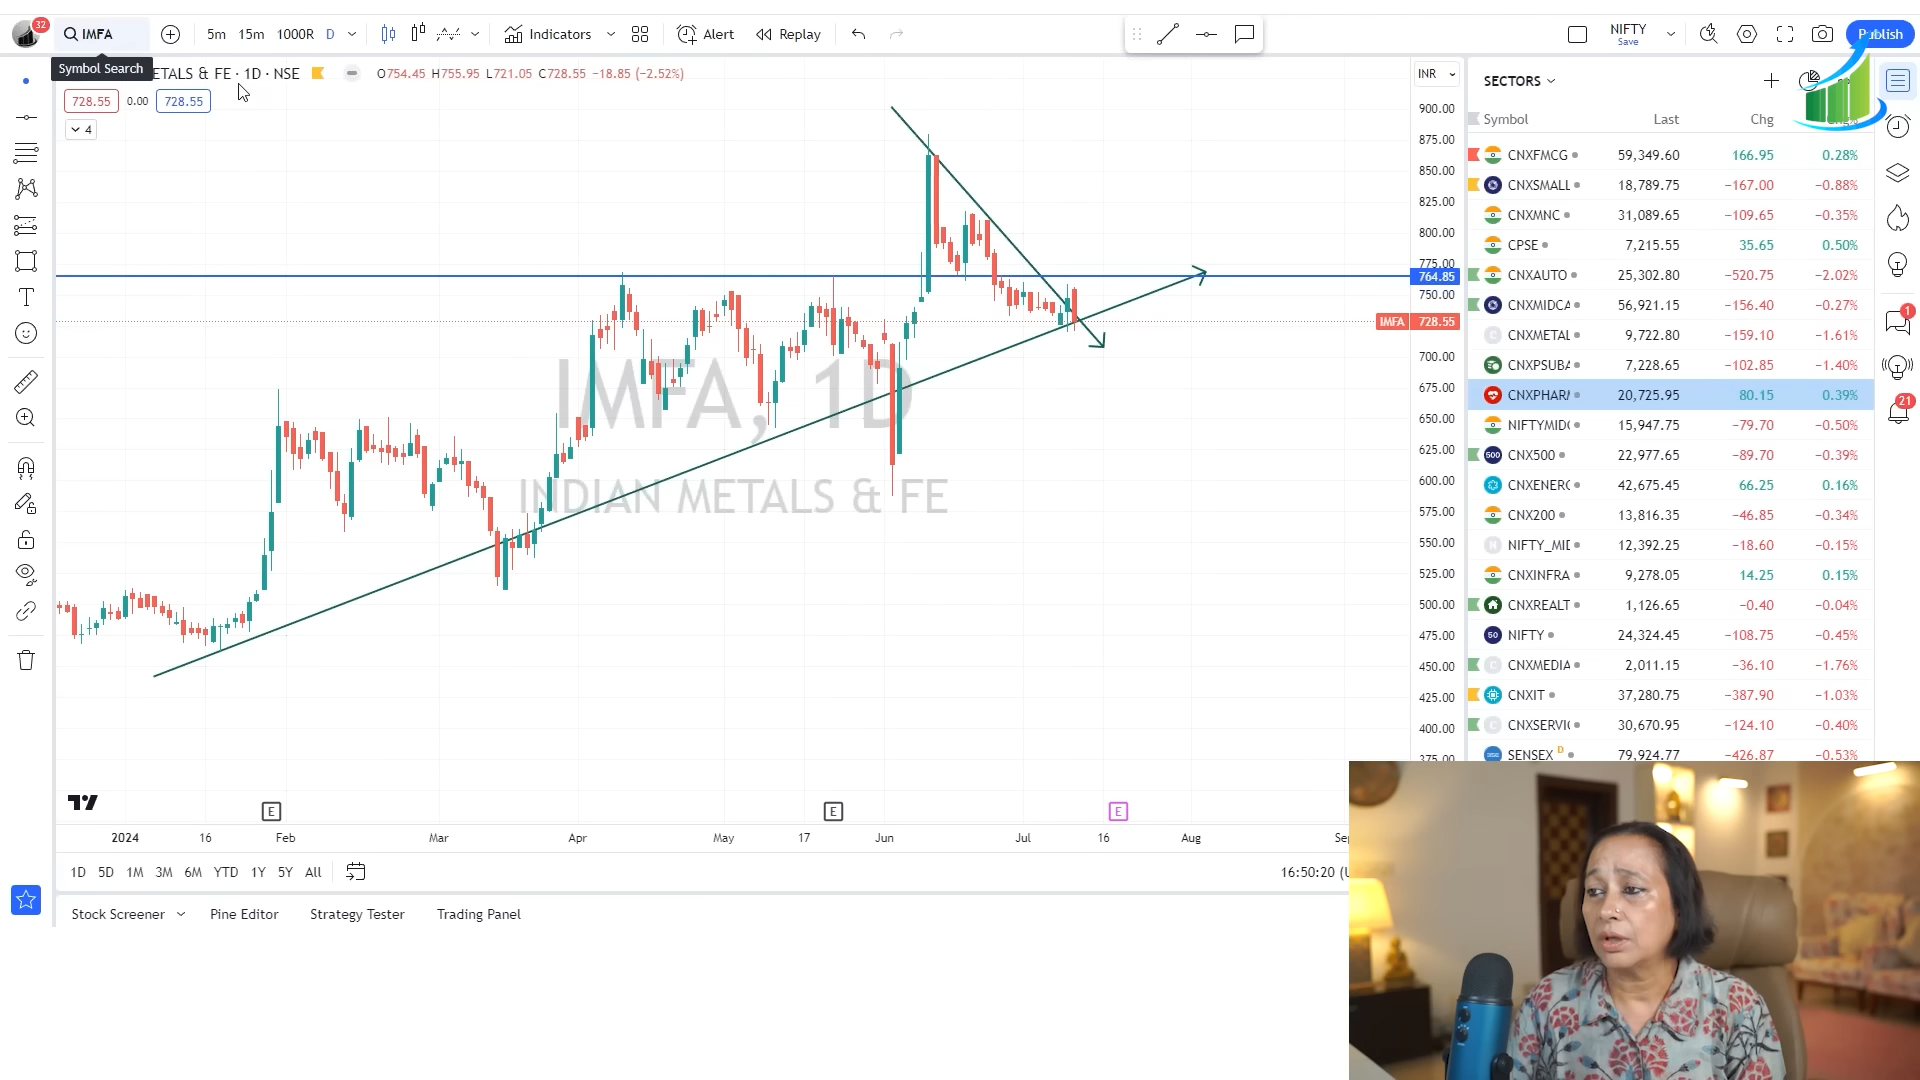 32
IMFA
5m 15m 1000R D
Indicators
Alert
Replay
NIFTY
Save
Publish
Symbol Search
ETALS & FE · 1D · NSE
O754.45 H755.95 L721.05 C728.55 −18.85 (−2.52%)
728.55 0.00 728.55
4
INR
900.00
875.00
850.00
825.00
800.00
775.00
764.85
750.00
IMFA 728.55
700.00
675.00
650.00
625.00
600.00
575.00
550.00
525.00
500.00
475.00
450.00
425.00
400.00
IMFA, 1D
INDIAN METALS & FE
E E E
2024 16 Feb Mar Apr May 17 Jun Jul 16 Aug
1D 5D 1M 3M 6M YTD 1Y 5Y All
16:50:20
Stock Screener Pine Editor Strategy Tester Trading Panel
SECTORS
Symbol Last Chg
CNXFMCG 59,349.60 166.95 0.28%
CNXSMALL 18,789.75 −167.00 −0.88%
CNXMNC 31,089.65 −109.65 −0.35%
CPSE 7,215.55 35.65 0.50%
CNXAUTO 25,302.80 −520.75 −2.02%
CNXMIDCA 56,921.15 −156.40 −0.27%
CNXMETAL 9,722.80 −159.10 −1.61%
CNXPSUBA 7,228.65 −102.85 −1.40%
CNXPHAR 20,725.95 80.15 0.39%
NIFTYMID 15,947.75 −79.70 −0.50%
500 CNX500 22,977.65 −89.70 −0.39%
CNXENERG 42,675.45 66.25 0.16%
CNX200 13,816.35 −46.85 −0.34%
NIFTY_MID 12,392.25 −18.60 −0.15%
CNXINFRA 9,278.05 14.25 0.15%
CNXREALT 1,126.65 −0.40 −0.04%
50 NIFTY 24,324.45 −108.75 −0.45%
CNXMEDIA 2,011.15 −36.10 −1.76%
CNXIT 37,280.75 −387.90 −1.03%
CNXSERVIC 30,670.95 −124.10 −0.40%
SENSEX D 79,924.77 −426.87 −0.53%
1
21